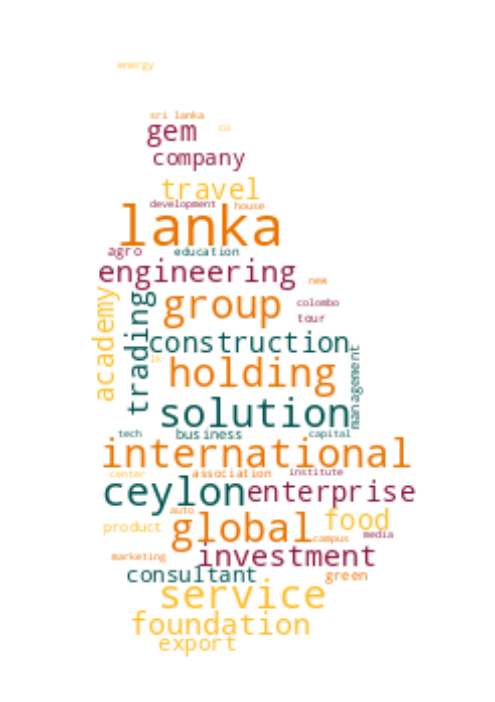 energy
sri lanka
gem co
company
travel
development house
lanka
agro education
engineering
new
academy trading group colombo
tour
construction
lk holding management
solution
tech business capital
international
center association institute
ceylon enterprise
auto food
product global campus media
marketing investment
consultant green
service
foundation
export